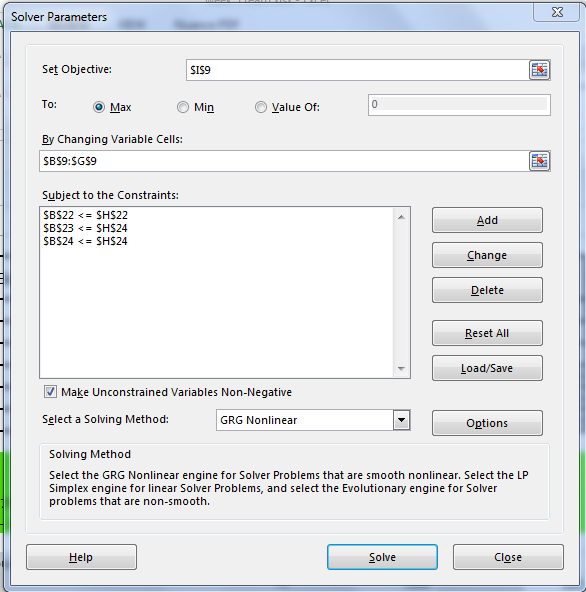 Solver Parameters
Set Objective:
$I$9
To:
Max
Min
Value Of:
0
By Changing Variable Cells:
$B$9:$G$9
Subject to the Constraints:
$B$22 <= $H$22
$B$23 <= $H$24
$B$24 <= $H$24
Add
Change
Delete
Reset All
Load/Save
Make Unconstrained Variables Non-Negative
Select a Solving Method:
GRG Nonlinear
Options
Solving Method
Select the GRG Nonlinear engine for Solver Problems that are smooth nonlinear. Select the LP
Simplex engine for linear Solver Problems, and select the Evolutionary engine for Solver
problems that are non-smooth.
Help
Solve
Close